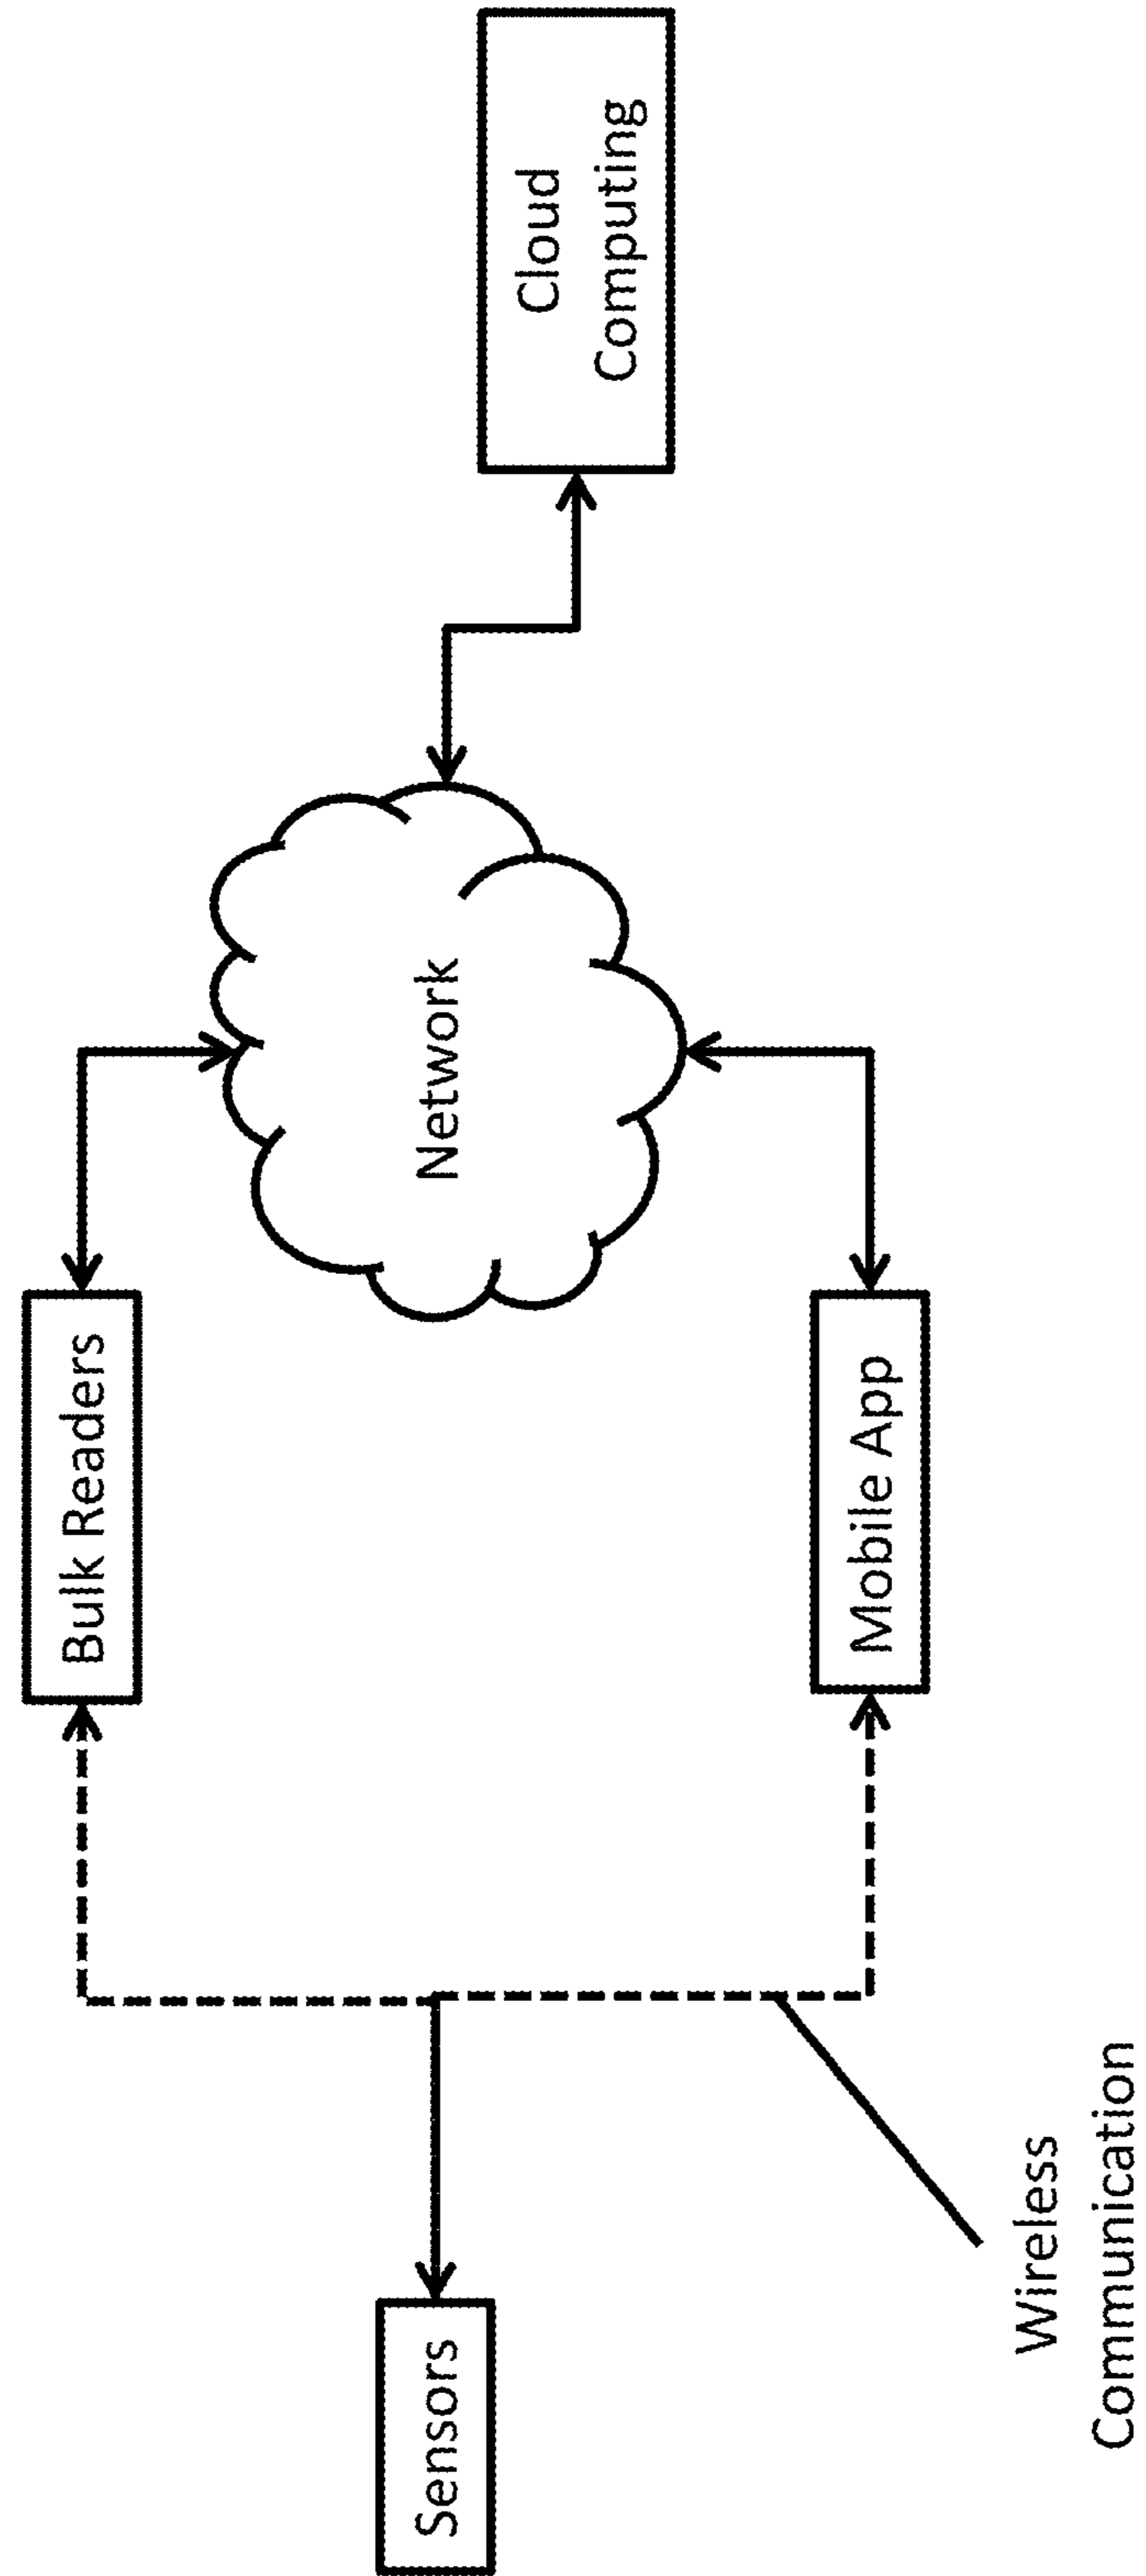 Bulk Readers
Sensors
Network
Cloud
Computing
Mobile App
Wireless
Communication